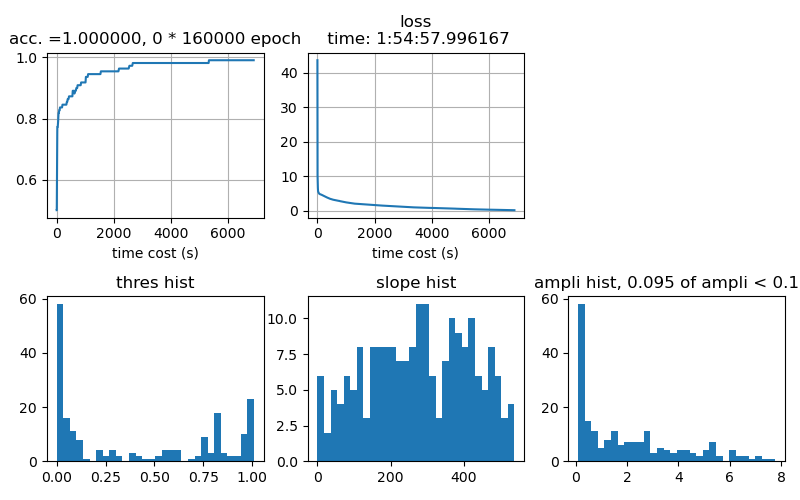 acc. =1.000000, 0 * 160000 epoch
1.0
0.8
0.6
0 2000 4000 6000
time cost (s)
loss
time: 1:54:57.996167
40
30
20
10
0
0 2000 4000 6000
time cost (s)
thres hist
60
40
20
0
0.00 0.25 0.50 0.75 1.00
slope hist
10.0
7.5
5.0
2.5
0.0
0 200 400
ampli hist, 0.095 of ampli < 0.1
60
40
20
0
0 2 4 6 8